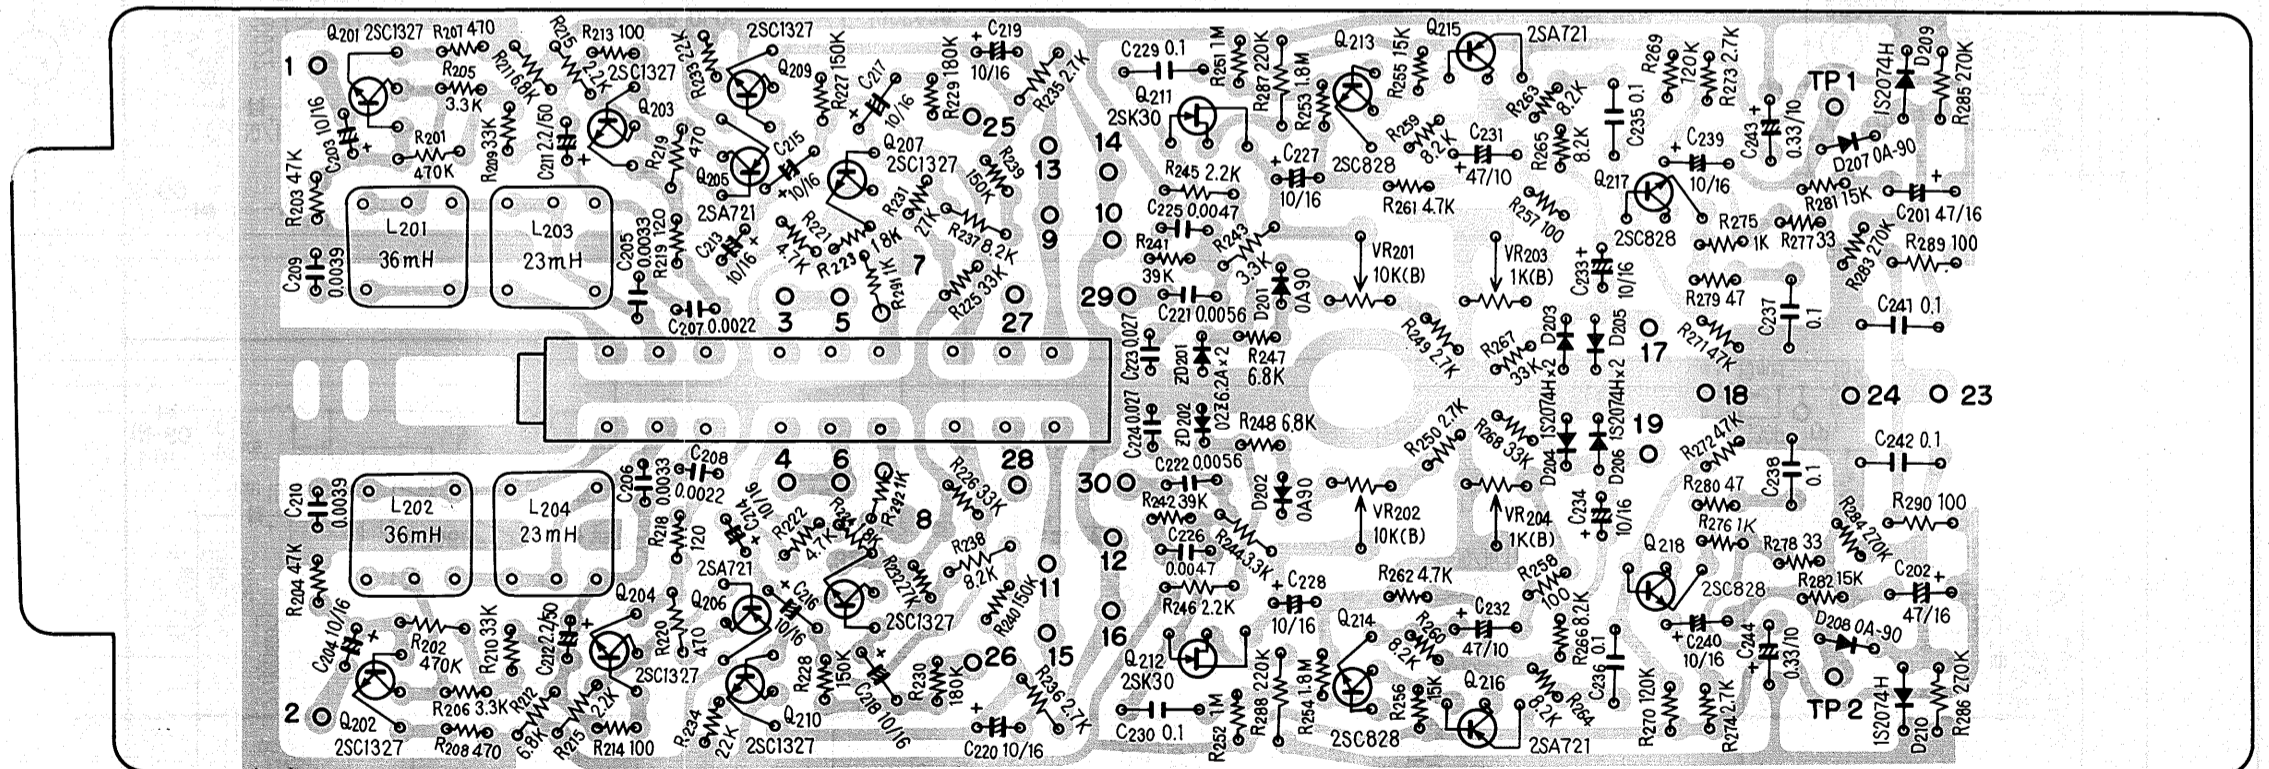 Q201 2SC1327
R207 470
R215 2.2K
R213 100
R233 22K
2SC1327
R227 150K
C217 10/16
R229 180K
C219 10/16
R235 2.7K
C229 0.1
R251 1M
R287 220K
R253 1.8M
Q213
R255 15K
Q215
2SA721
R269 120K
R273 2.7K
D209
1S2074H
R285 270K
1
R205 3.3K
R211 6.8K
2SC1327
Q203
Q209
Q211
2SK30
R263 8.2K
C235 0.1
TP1
C203 10/16
R201 470K
R209 33K
C211 2.2/50
R219 470
Q205
C215 10/16
Q207
2SC1327
25
13
14
C227 10/16
2SC828
R259 8.2K
C231 47/10
R265 8.2K
C239 10/16
C243 0.33/10
D207 0A-90
R203 47K
L201 36mH
L203 23mH
C205 0.0033
R219 120
2SA721
C213 10/16
R221 4.7K
R223 1.8K
R231 27K
R239 150K
R237 8.2K
10
9
R245 2.2K
C225 0.0047
R261 4.7K
R257 100
Q217
2SC828
R275 1K
R281 15K
R277 33
C201 47/16
C209 0.0039
C207 0.0022
R291 1K
7
R225 33K
R241 39K
R243 3.3K
VR201 10K(B)
VR203 1K(B)
C233 10/16
R279 47
R283 270K
R289 100
3
5
27
29
C221 0.0056
D201 0A90
C237 0.1
C241 0.1
C223 0.027
ZD201
R247 6.8K
R249 2.7K
R267 33K
D203
D205
17
R271 47K
02Z6.2A×2
1S2074H×2
1S2074H×2
18
24
23
C224 0.027
ZD202
R248 6.8K
R250 2.7K
R268 33K
D204
D206
19
R272 47K
C238 0.1
C242 0.1
4
6
28
30
C206 0.0033
C208 0.0022
C222 0.0056
C210 0.0039
L202 36mH
L204 23mH
R218 120
C214 10/16
R222 4.7K
R224 1.8K
R292 1K
8
R226 33K
R242 39K
D202 0A90
VR202 10K(B)
VR204 1K(B)
C234 10/16
R280 47
R276 1K
R284 270K
R290 100
R238 8.2K
12
11
C226 0.0047
R244 3.3K
R204 47K
2SA721
Q206
Q204
C216 10/16
R232 27K
2SC1327
R240 150K
R246 2.2K
C228 10/16
R262 4.7K
R258 100
Q218
2SC828
R278 33
R282 15K
C202 47/16
C204 10/16
R202 470K
R210 33K
C212 2.2/50
R220 470
2SC1327
16
15
26
Q212
2SK30
Q214
R260 8.2K
C232 47/10
R266 8.2K
C236 0.1
C240 10/16
C244 0.33/10
D208 0A-90
2
Q202
2SC1327
R206 3.3K
R208 470
R212 6.8K
R215 2.2K
R214 100
R234 22K
Q210
2SC1327
R228 150K
C218 10/16
R230 180K
C220 10/16
R236 2.7K
C230 0.1
R252 1M
R288 220K
R254 1.8M
2SC828
R256 15K
Q216
2SA721
R264 8.2K
R270 120K
R274 2.7K
TP2
1S2074H
D210
R286 270K